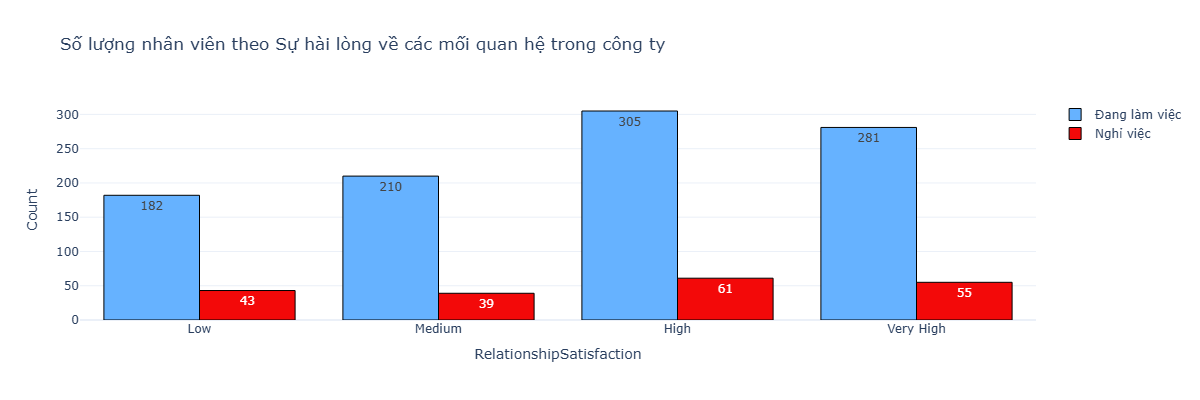 Số lượng nhân viên theo Sự hài lòng về các mối quan hệ trong công ty
Đang làm việc
Nghỉ việc
Count
300
250
200
150
100
50
0
182
43
210
39
305
61
281
55
Low
Medium
High
Very High
RelationshipSatisfaction